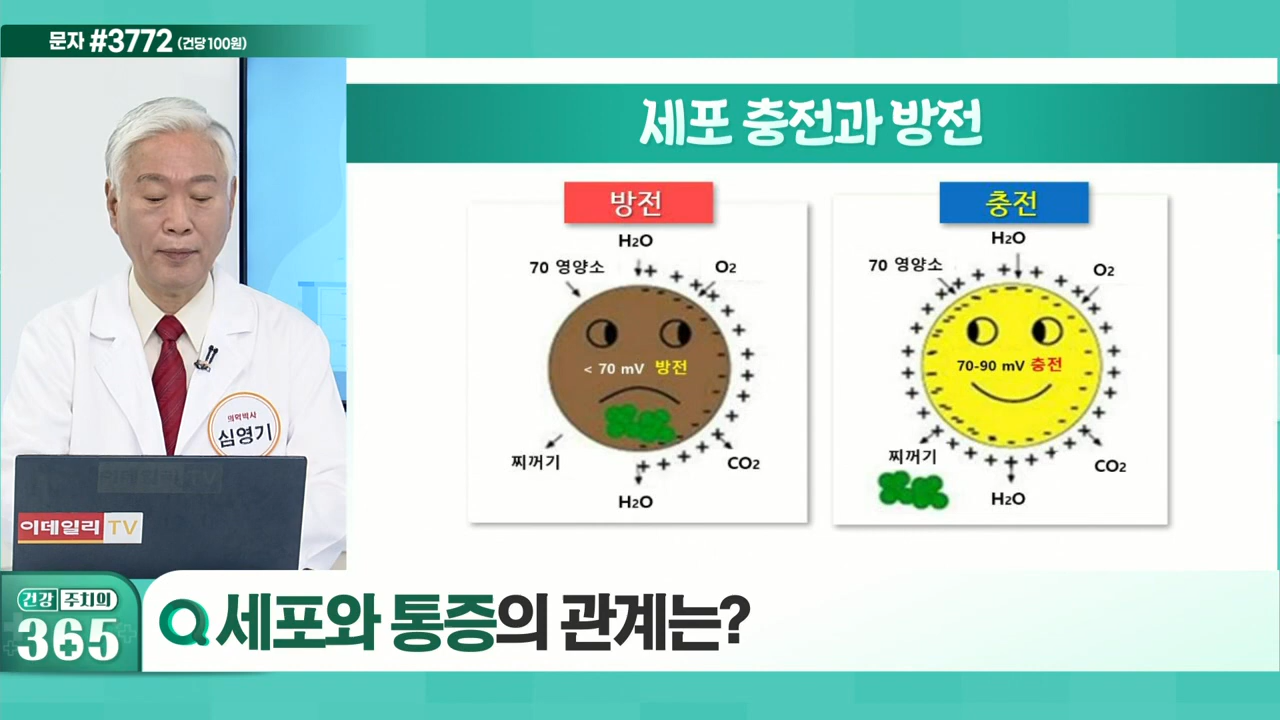 문자 #3772 (건당 100원)
세포 충전과 방전
방전
H2O
70 영양소
O2
< 70 mV 방전
찌꺼기
CO2
H2O
충전
H2O
70 영양소
O2
70-90 mV 충전
찌꺼기
CO2
H2O
의학박사
심영기
이데일리 TV
건강 주치의
365
Q 세포와 통증의 관계는?